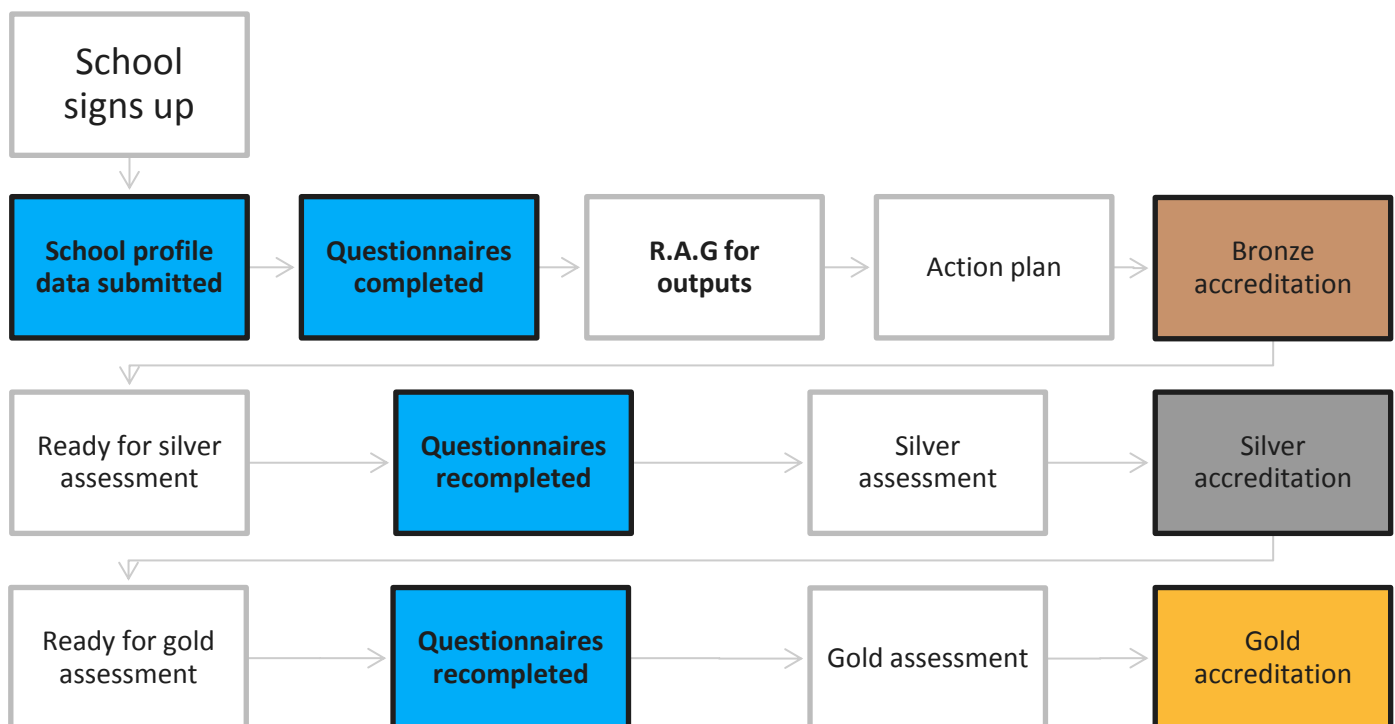 School
signs up
School profile
data submitted
Questionnaires
completed
R.A.G for
outputs
Action plan
Bronze
accreditation
Ready for silver
assessment
Questionnaires
recompleted
Silver
assessment
Silver
accreditation
Ready for gold
assessment
Questionnaires
recompleted
Gold assessment
Gold
accreditation